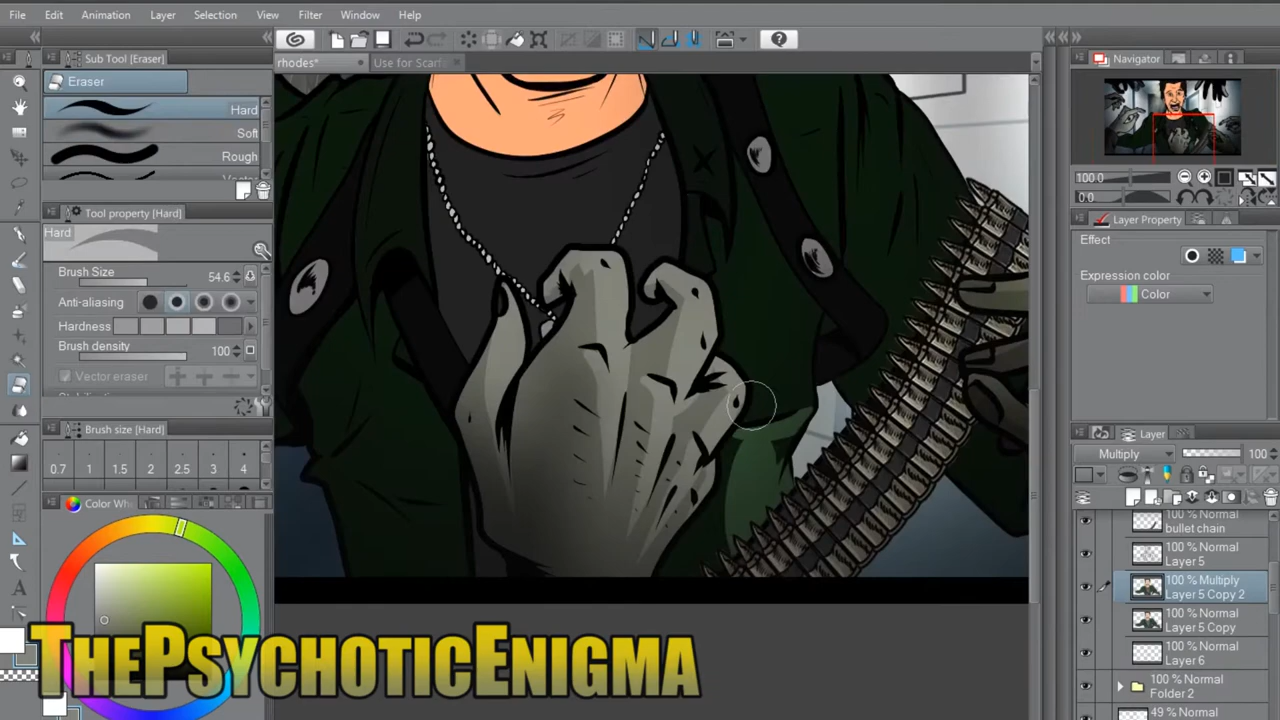 File Edit Animation Layer Selection View Filter Window Help
Sub Tool [Eraser]
Eraser
Hard
Soft
Rough
Tool property [Hard]
Hard
Brush Size 54.6
Anti-aliasing
Hardness
Brush density 100
Vector eraser
Brush size [Hard]
0.7 1 1.5 2 2.5 3 4
Color Wh
rhodes* Use for Scarfi
Navigator
100.0
0.0
Layer Property
Effect
Expression color
Color
Layer
Multiply 100
100 % Normal
bullet chain
100 % Normal
Layer 5
100 % Multiply
Layer 5 Copy 2
100 % Normal
Layer 5 Copy
100 % Normal
Layer 6
100 % Normal
Folder 2
49 % Normal
ThePsychoticEnigma